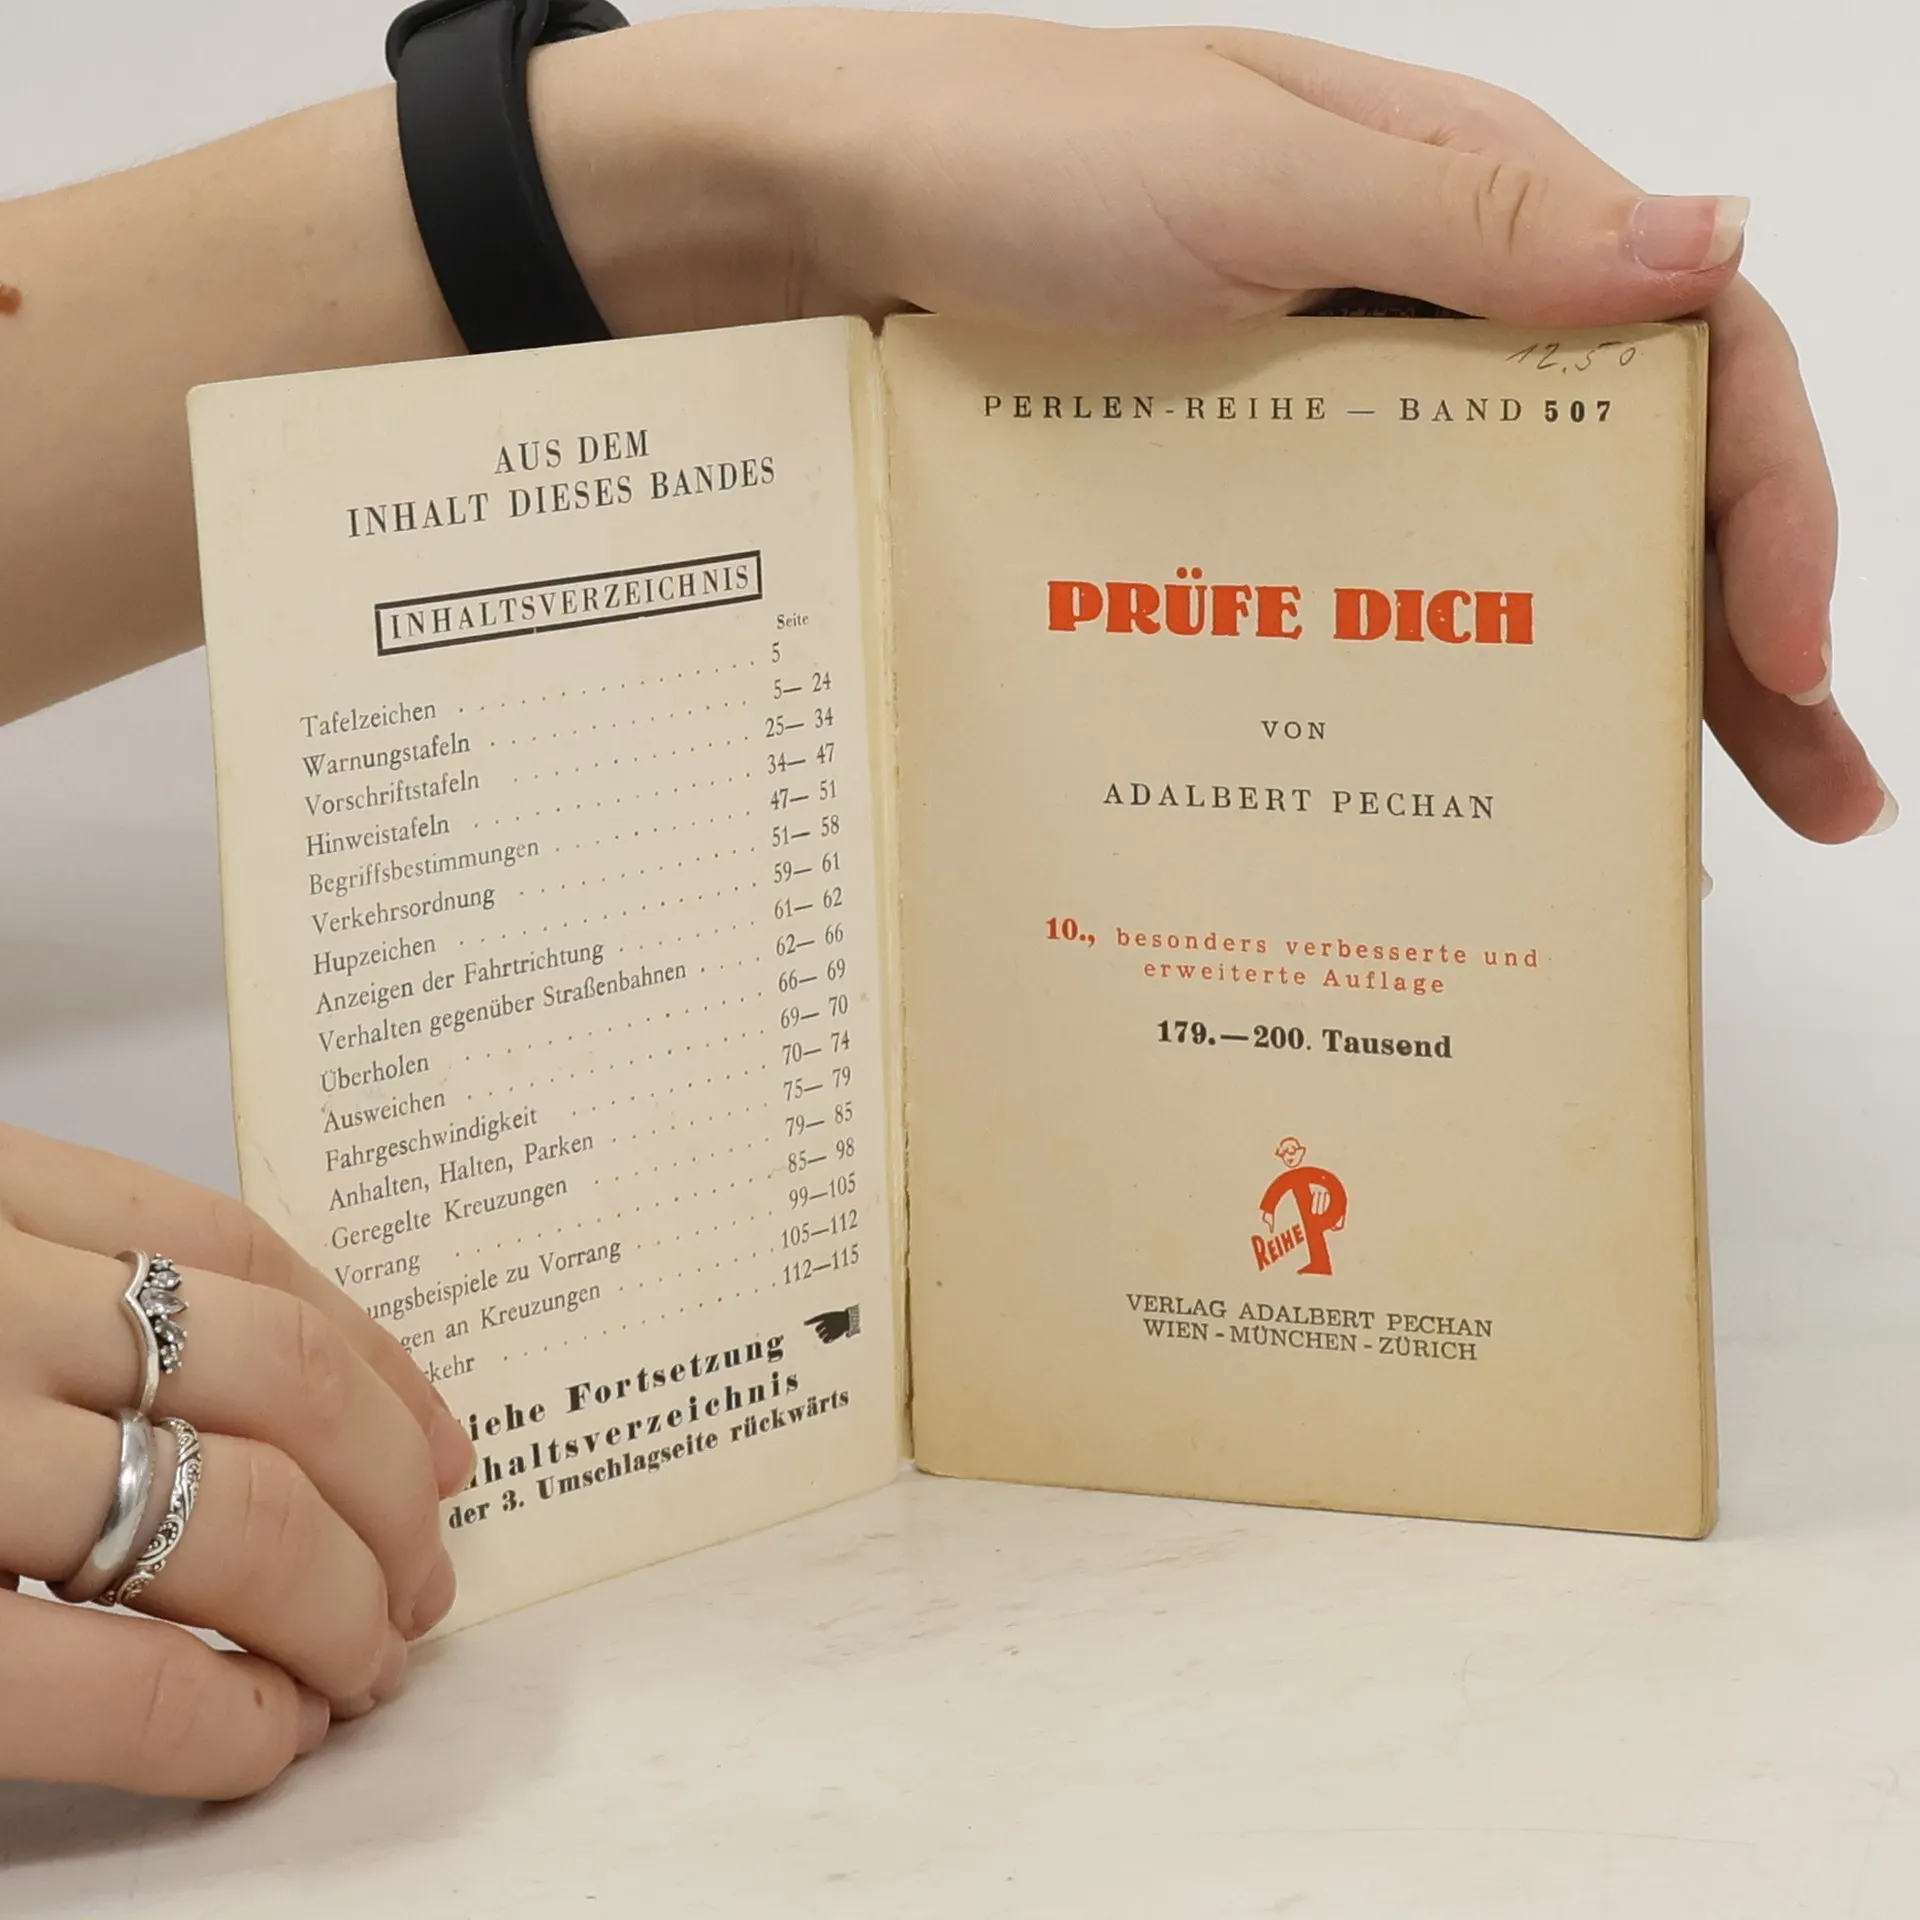 AUS DEM
INHALT DIESES BANDES
INHALTSVERZEICHNIS
Seite
Tafelzeichen . . . . . . . . . . . . . . 5
Warnungstafeln . . . . . . . . . . . . 5— 24
Vorschriftstafeln . . . . . . . . . . . 25— 34
Hinweistafeln . . . . . . . . . . . . . 34— 47
Begriffsbestimmungen . . . . . . . . . 47— 51
Verkehrsordnung . . . . . . . . . . . 51— 58
Hupzeichen . . . . . . . . . . . . . . 59— 61
Anzeigen der Fahrtrichtung . . . . . . 61— 62
Verhalten gegenüber Straßenbahnen . . . . 62— 66
Überholen . . . . . . . . . . . . . . 66— 69
Ausweichen . . . . . . . . . . . . . . 69— 70
Fahrgeschwindigkeit . . . . . . . . . . 70— 74
Anhalten, Halten, Parken . . . . . . . 75— 79
Geregelte Kreuzungen . . . . . . . . . 79— 85
Vorrang . . . . . . . . . . . . . . . 85— 98
ungsbeispiele zu Vorrang . . . . . . . 99—105
gen an Kreuzungen . . . . . . . . . 105—112
kehr . . . . . . . . . . . . . . 112—115
iehe Fortsetzung
haltsverzeichnis
der 3. Umschlagseite rückwärts
12.50
PERLEN-REIHE — BAND 507
PRÜFE DICH
VON
ADALBERT PECHAN
10., besonders verbesserte und
erweiterte Auflage
179.—200. Tausend
REIHE P
VERLAG ADALBERT PECHAN
WIEN - MÜNCHEN - ZÜRICH